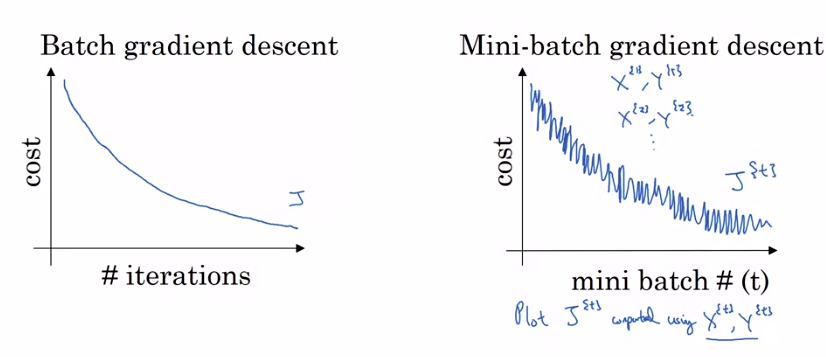 Batch gradient descent
cost
J
# iterations
Mini-batch gradient descent
X^{1}, Y^{1}
X^{2}, Y^{2}
⋮
cost
J^{t}
mini batch # (t)
Plot J^{t} computed using X^{t}, Y^{t}